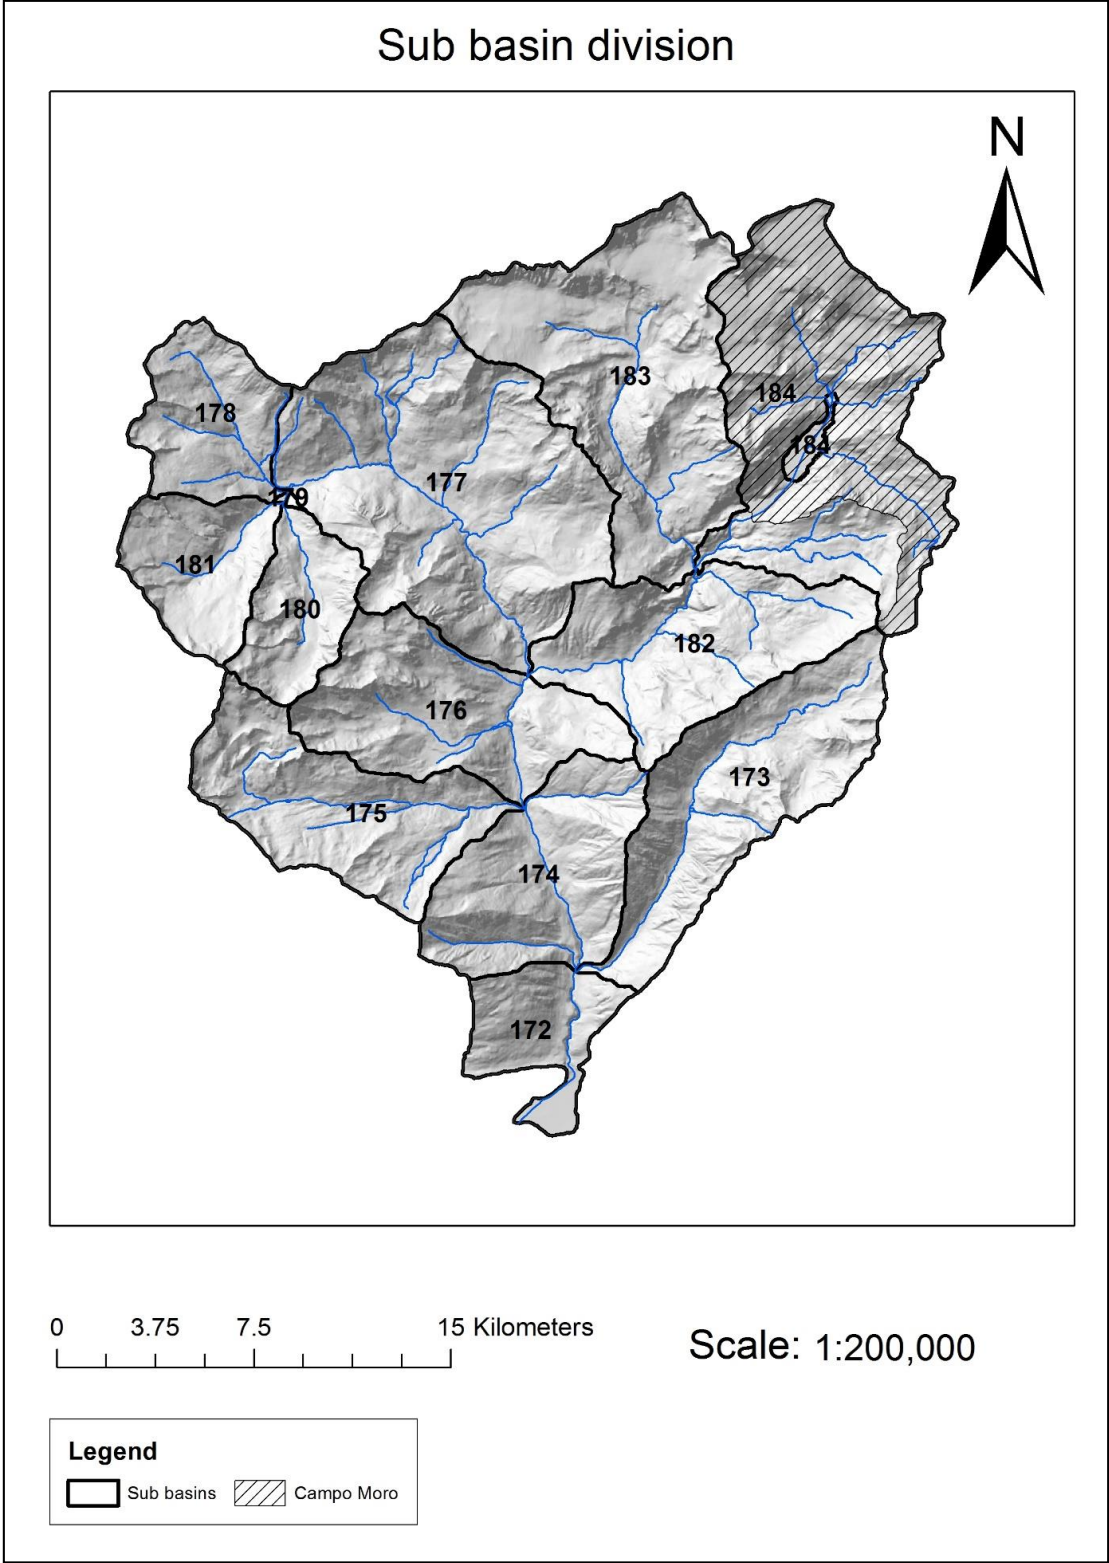 Sub basin division
N
183
184
178
184
177
179
181
180
182
176
173
175
174
172
0 3.75 7.5 15 Kilometers
Scale: 1:200,000
Legend
Sub basins Campo Moro